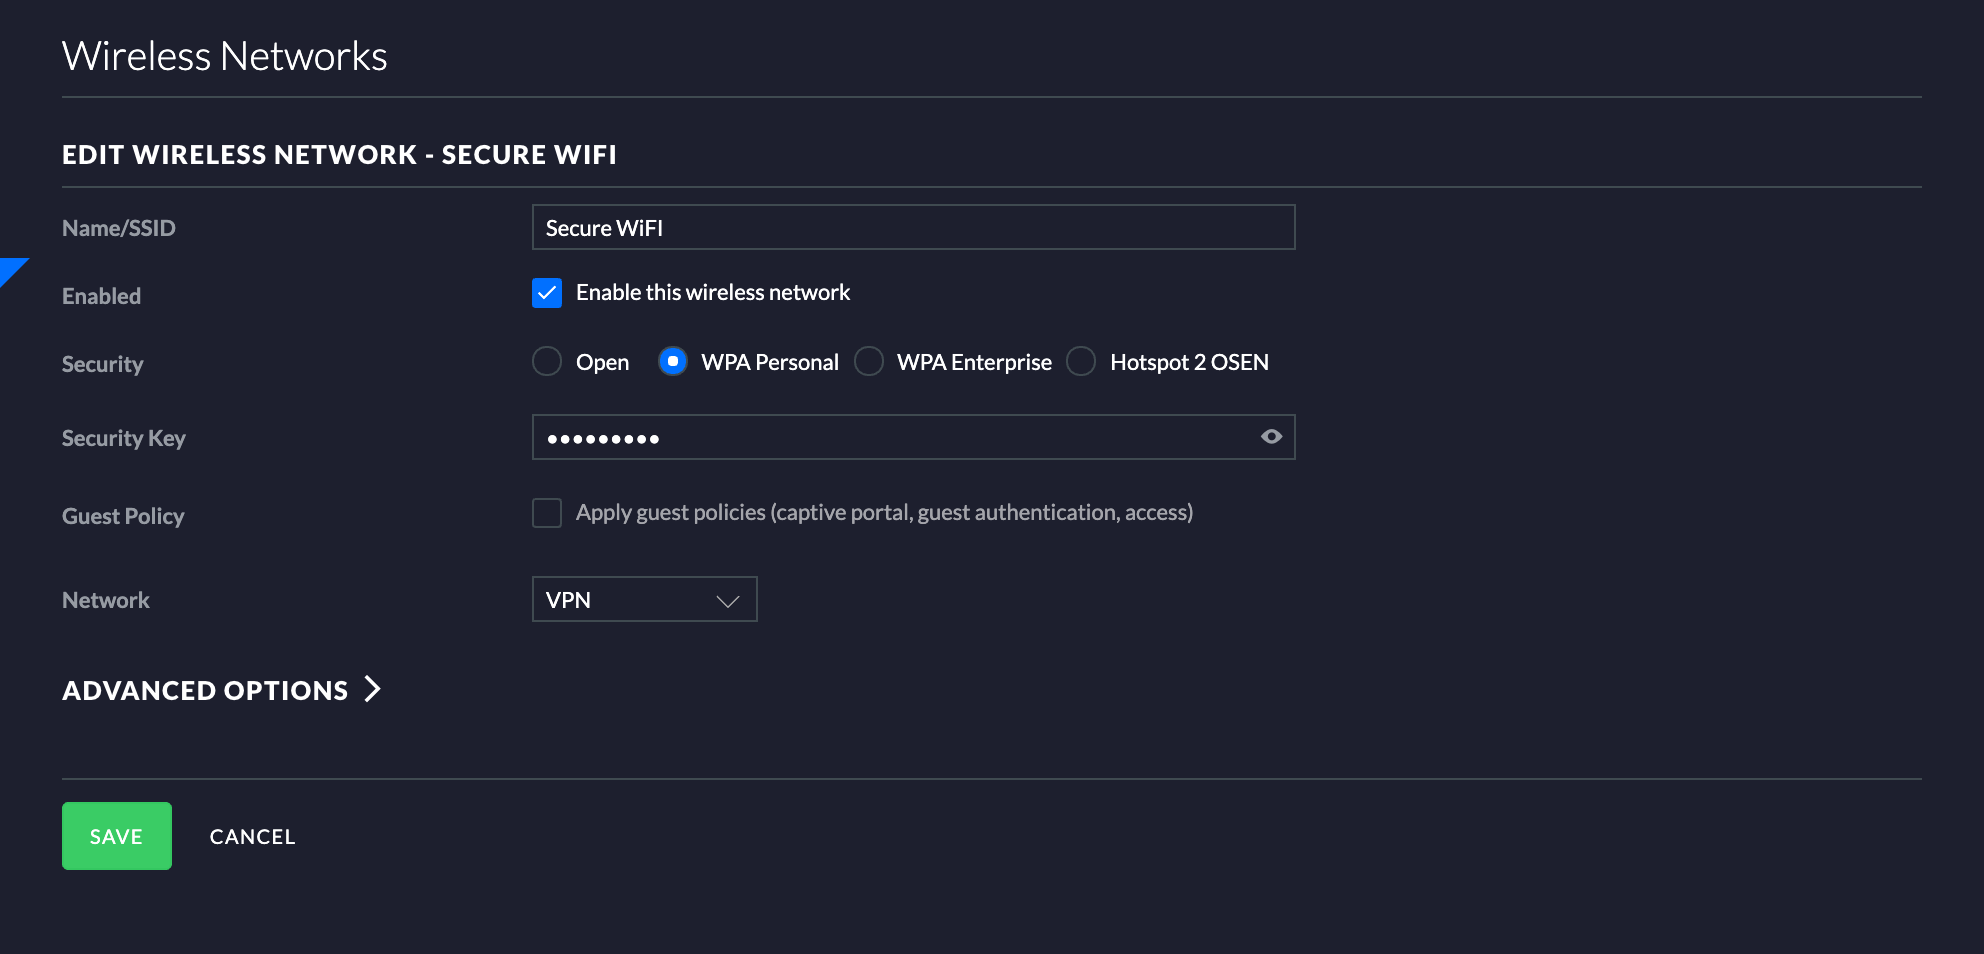 Wireless Networks
EDIT WIRELESS NETWORK - SECURE WIFI
Name/SSID
Secure WiFI
Enabled
Enable this wireless network
Security
Open WPA Personal WPA Enterprise Hotspot 2 OSEN
Security Key
•••••••••
Guest Policy
Apply guest policies (captive portal, guest authentication, access)
Network
VPN
ADVANCED OPTIONS
SAVE CANCEL